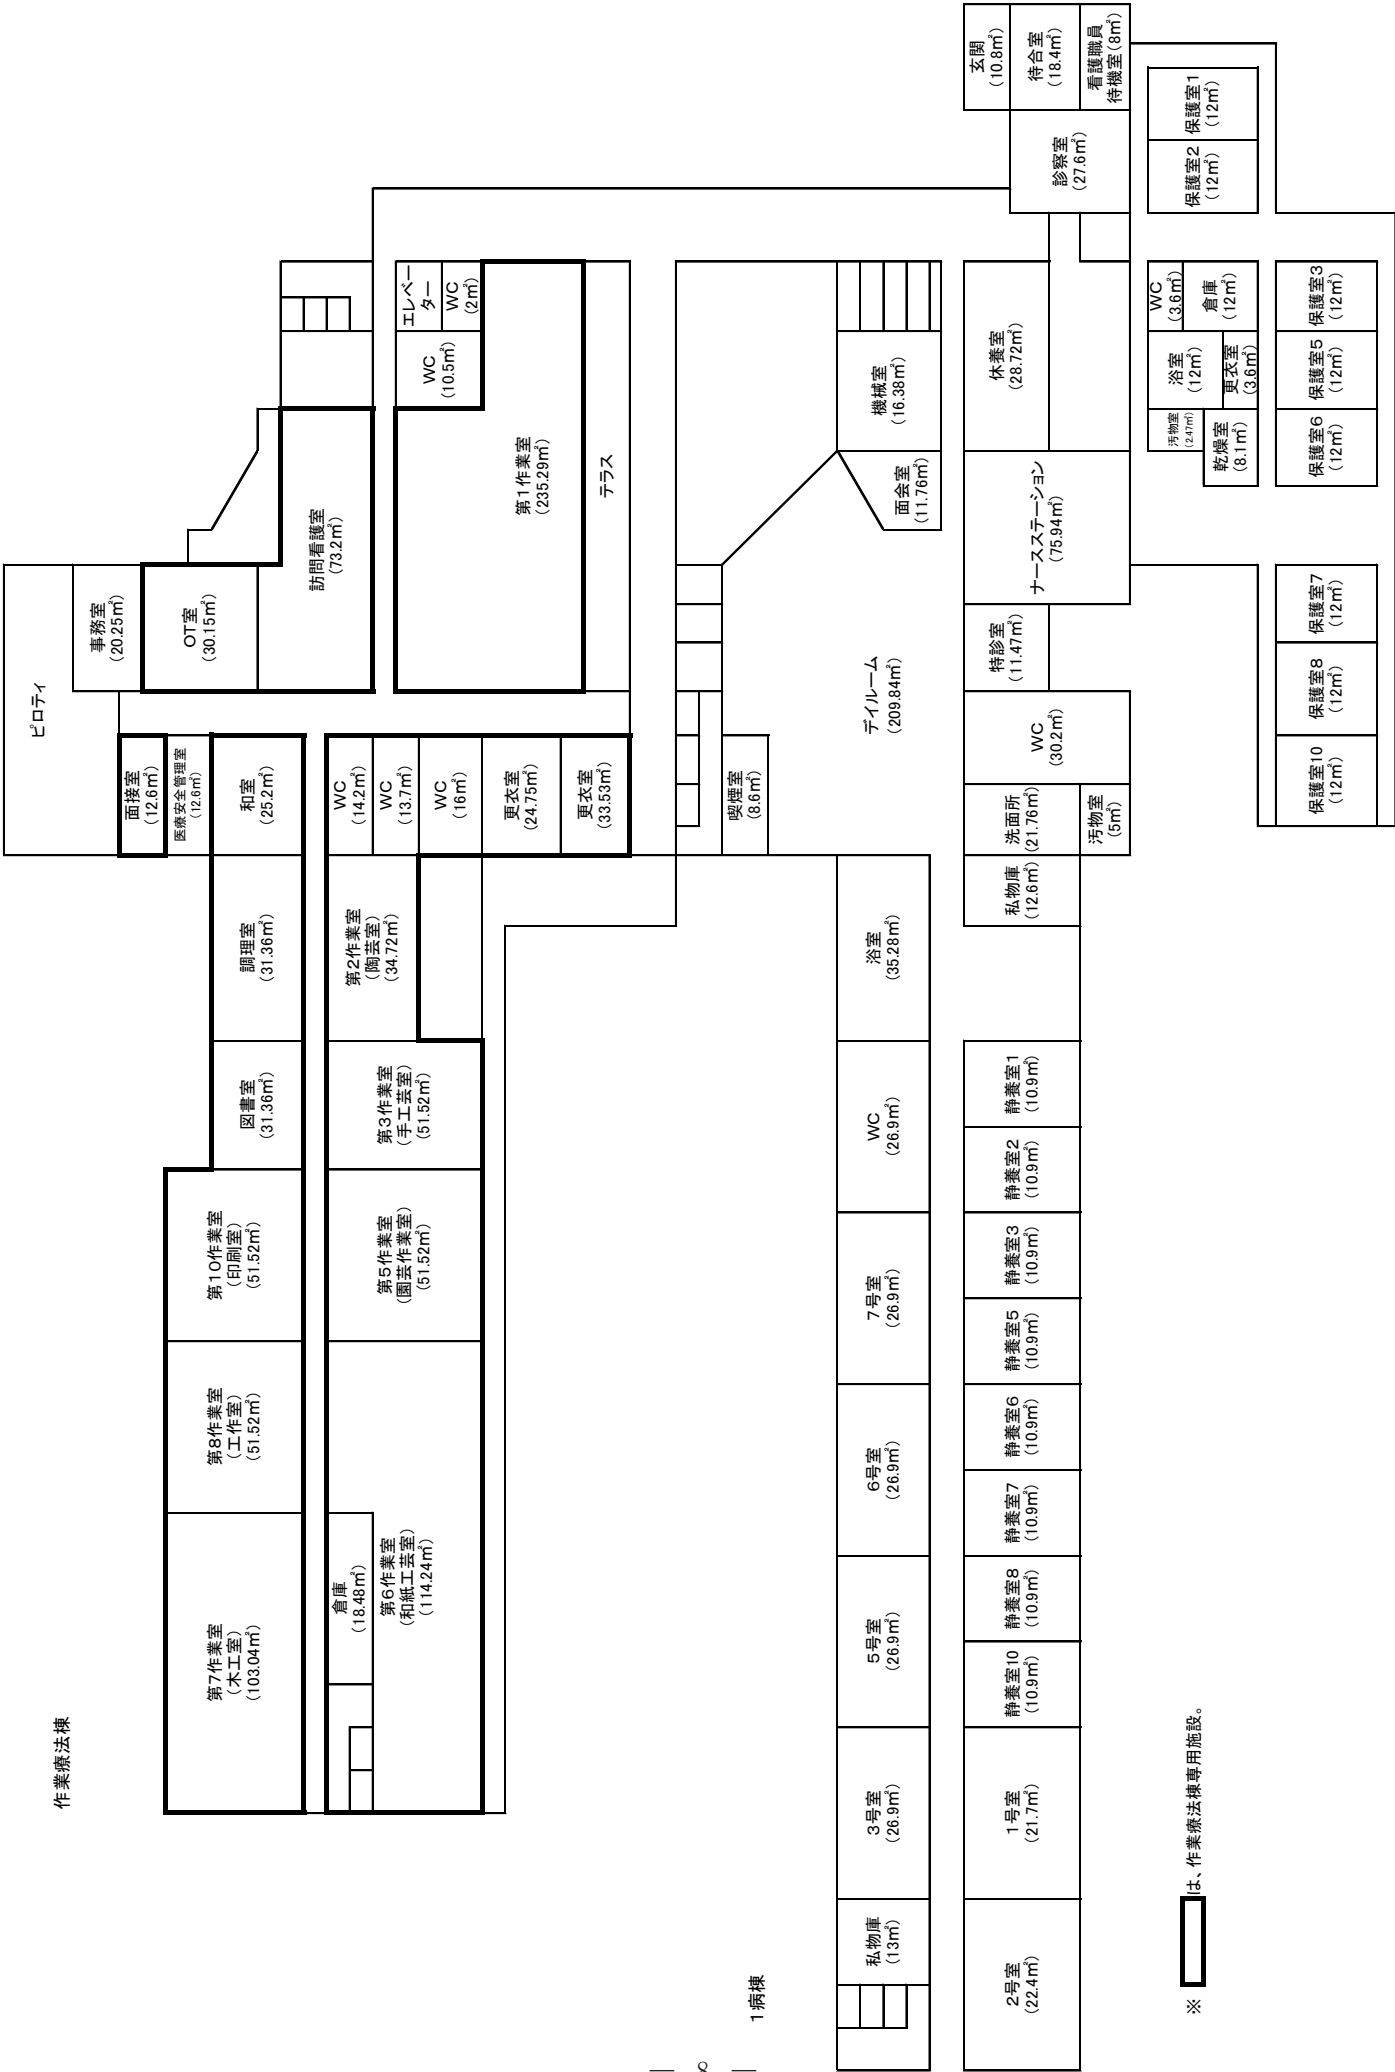 作業療法棟
ピロティ
事務室
(20.25㎡)
OT室
(30.15㎡)
訪問看護室
(73.2㎡)
面接室
(12.6㎡)
医療安全管理室
(12.6㎡)
和室
(25.2㎡)
調理室
(31.36㎡)
図書室
(31.36㎡)
第10作業室
(印刷室)
(51.52㎡)
第8作業室
(工作室)
(51.52㎡)
第7作業室
(木工室)
(103.04㎡)
エレベー
ター
WC
(2㎡)
WC
(10.5㎡)
第1作業室
(235.29㎡)
テラス
WC
(14.2㎡)
WC
(13.7㎡)
WC
(16㎡)
更衣室
(24.75㎡)
更衣室
(33.53㎡)
第2作業室
(陶芸室)
(34.72㎡)
第3作業室
(手工芸室)
(51.52㎡)
第5作業室
(園芸作業室)
(51.52㎡)
倉庫
(18.48㎡)
第6作業室
(和紙工芸室)
(114.24㎡)
1病棟
玄関
(10.8㎡)
待合室
(18.4㎡)
看護職員
待機室(8㎡)
診察室
(27.6㎡)
機械室
(16.38㎡)
面会室
(11.76㎡)
デイルーム
(209.84㎡)
喫煙室
(8.6㎡)
浴室
(35.28㎡)
WC
(26.9㎡)
7号室
(26.9㎡)
6号室
(26.9㎡)
5号室
(26.9㎡)
3号室
(26.9㎡)
私物庫
(13㎡)
休養室
(28.72㎡)
ナースステーション
(75.94㎡)
特診室
(11.47㎡)
WC
(30.2㎡)
洗面所
(21.76㎡)
汚物室
(5㎡)
私物庫
(12.6㎡)
静養室1
(10.9㎡)
静養室2
(10.9㎡)
静養室3
(10.9㎡)
静養室5
(10.9㎡)
静養室6
(10.9㎡)
静養室7
(10.9㎡)
静養室8
(10.9㎡)
静養室10
(10.9㎡)
1号室
(21.7㎡)
2号室
(22.4㎡)
保護室1
(12㎡)
保護室2
(12㎡)
WC
(3.6㎡)
倉庫
(12㎡)
浴室
(12㎡)
更衣室
(3.6㎡)
汚物室
(2.47㎡)
乾燥室
(8.1㎡)
保護室3
(12㎡)
保護室5
(12㎡)
保護室6
(12㎡)
保護室7
(12㎡)
保護室8
(12㎡)
保護室10
(12㎡)
※ は、作業療法棟専用施設。
— 8 —